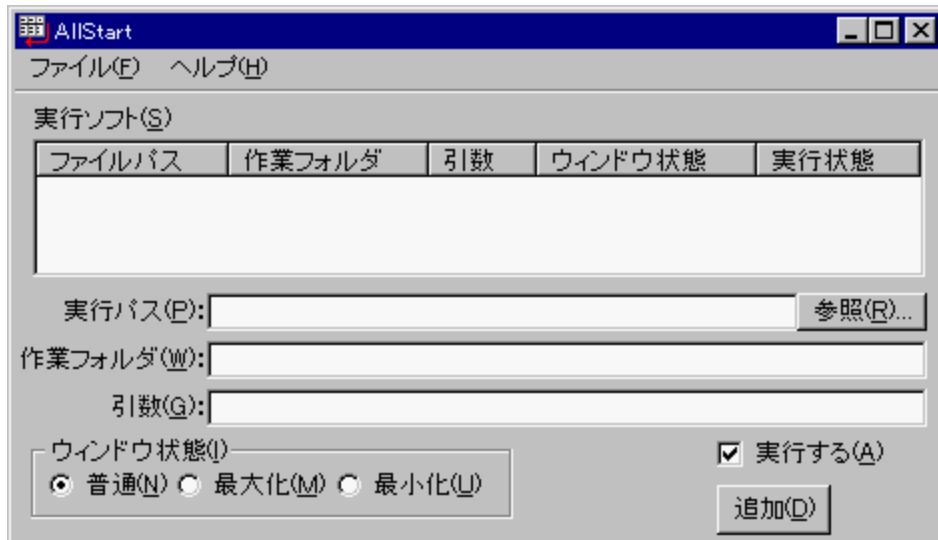 AllStart
ファイル(F) ヘルプ(H)
実行ソフト(S)
ファイルパス 作業フォルダ 引数 ウィンドウ状態 実行状態
実行パス(P): 参照(R)...
作業フォルダ(W):
引数(G):
ウィンドウ状態(I)
実行する(A)
普通(N) 最大化(M) 最小化(U)
追加(D)